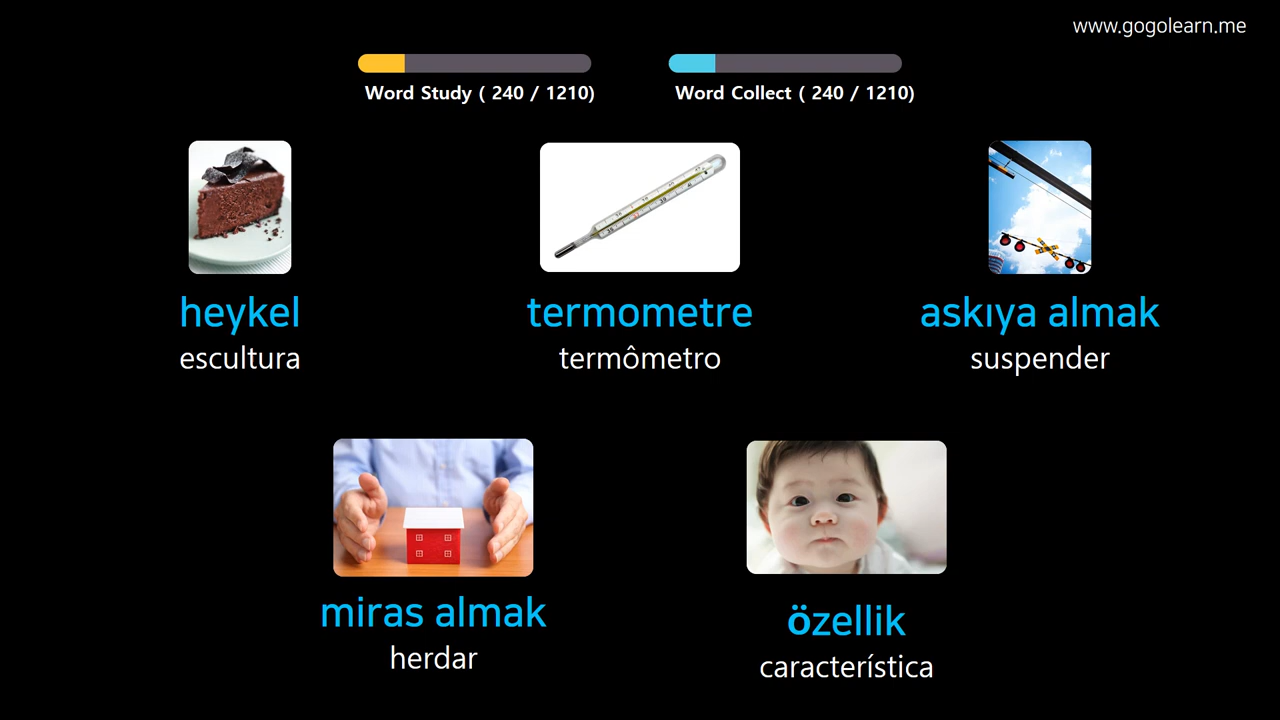 www.gogolearn.me
Word Study ( 240 / 1210)
Word Collect ( 240 / 1210)
heykel
escultura
termometre
termômetro
askıya almak
suspender
miras almak
herdar
özellik
característica